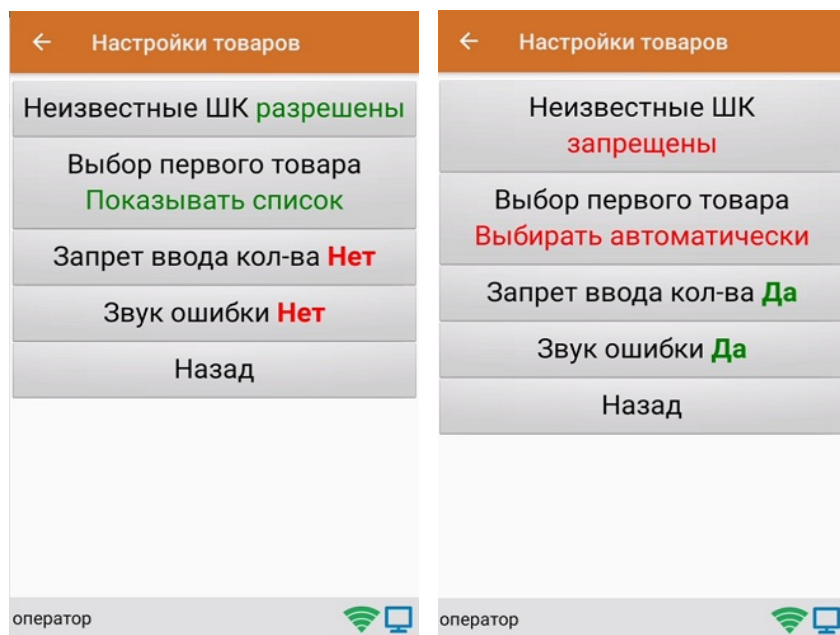 Настройки товаров
Неизвестные ШК разрешены
Выбор первого товара
Показывать список
Запрет ввода кол-ва Нет
Звук ошибки Нет
Назад
оператор
Настройки товаров
Неизвестные ШК
запрещены
Выбор первого товара
Выбирать автоматически
Запрет ввода кол-ва Да
Звук ошибки Да
Назад
оператор